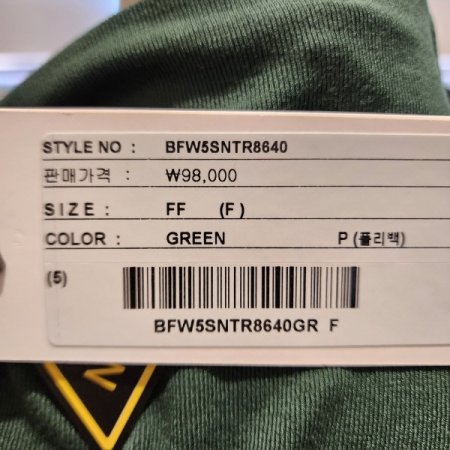 STYLE NO : BFW5SNTR8640
판매가격 : ₩98,000
SIZE : FF (F)
COLOR : GREEN P (폴리백)
(5)
BFW5SNTR8640GR F
N